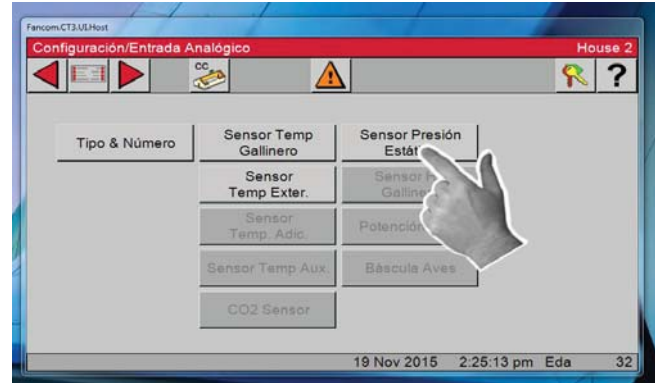 Fancom.CT3.UI.Host
Configuración/Entrada Analógico House 2
CC
?
Tipo & Número
Sensor Temp
Gallinero
Sensor Presión
Sensor
Temp Exter.
Sensor
Sensor
Temp. Adic.
Sensor Temp Aux.
Báscula Aves
CO2 Sensor
19 Nov 2015 2:25:13 pm Eda 32